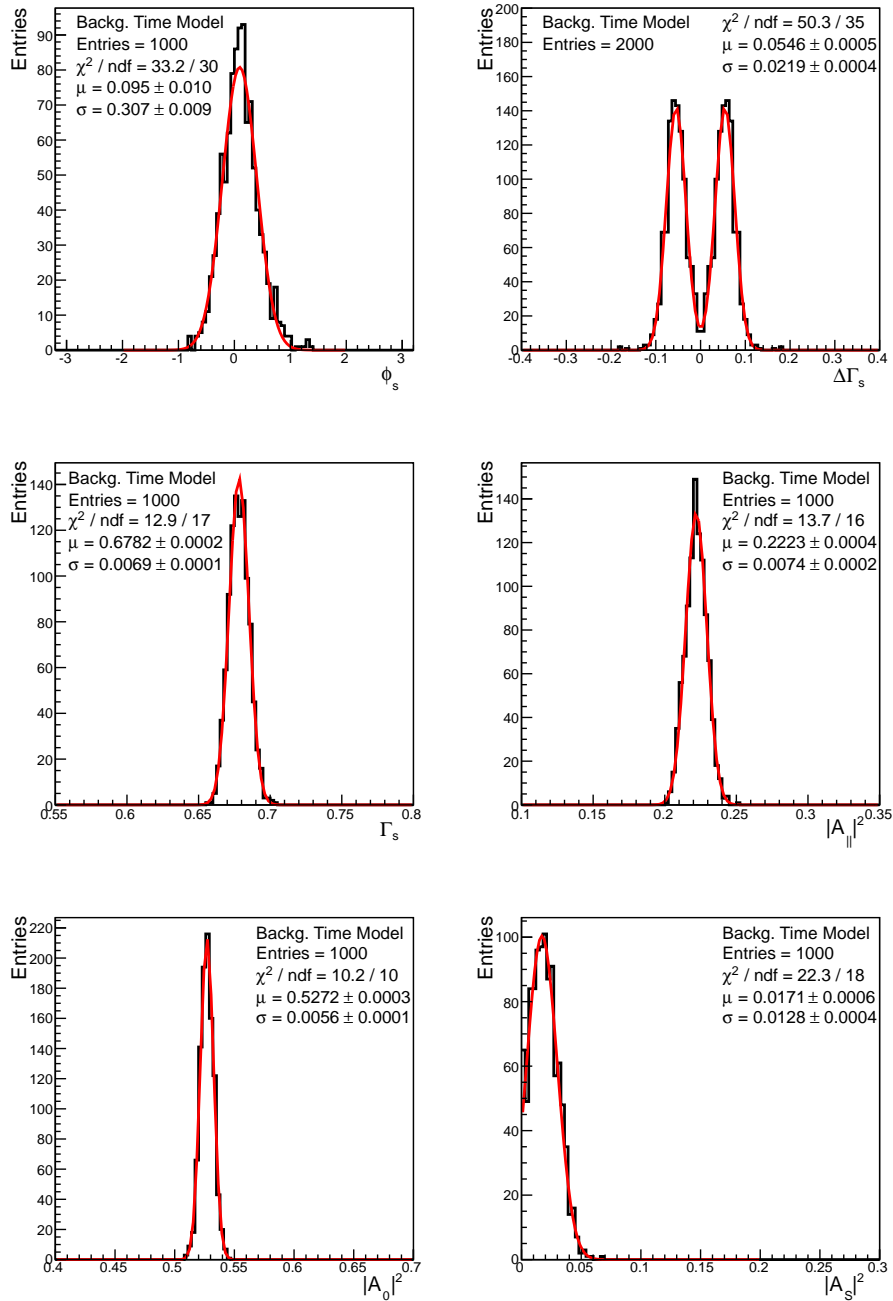 Entries
Backg. Time Model
Entries = 1000
χ² / ndf = 33.2 / 30
μ = 0.095 ± 0.010
σ = 0.307 ± 0.009
90
80
70
60
50
40
30
20
10
0
-3 -2 -1 0 1 2 3
ϕ_s
Entries
Backg. Time Model
Entries = 2000
χ² / ndf = 50.3 / 35
μ = 0.0546 ± 0.0005
σ = 0.0219 ± 0.0004
200
180
160
140
120
100
80
60
40
20
0
-0.4 -0.3 -0.2 -0.1 0 0.1 0.2 0.3 0.4
ΔΓ_s
Entries
Backg. Time Model
Entries = 1000
χ² / ndf = 12.9 / 17
μ = 0.6782 ± 0.0002
σ = 0.0069 ± 0.0001
140
120
100
80
60
40
20
0
0.55 0.6 0.65 0.7 0.75 0.8
Γ_s
Entries
Backg. Time Model
Entries = 1000
χ² / ndf = 13.7 / 16
μ = 0.2223 ± 0.0004
σ = 0.0074 ± 0.0002
140
120
100
80
60
40
20
0
0.1 0.15 0.2 0.25 0.3 0.35
|A_||||²
Entries
Backg. Time Model
Entries = 1000
χ² / ndf = 10.2 / 10
μ = 0.5272 ± 0.0003
σ = 0.0056 ± 0.0001
220
200
180
160
140
120
100
80
60
40
20
0
0.4 0.45 0.5 0.55 0.6 0.65 0.7
|A_0|²
Entries
Backg. Time Model
Entries = 1000
χ² / ndf = 22.3 / 18
μ = 0.0171 ± 0.0006
σ = 0.0128 ± 0.0004
100
80
60
40
20
0
0 0.05 0.1 0.15 0.2 0.25 0.3
|A_S|²